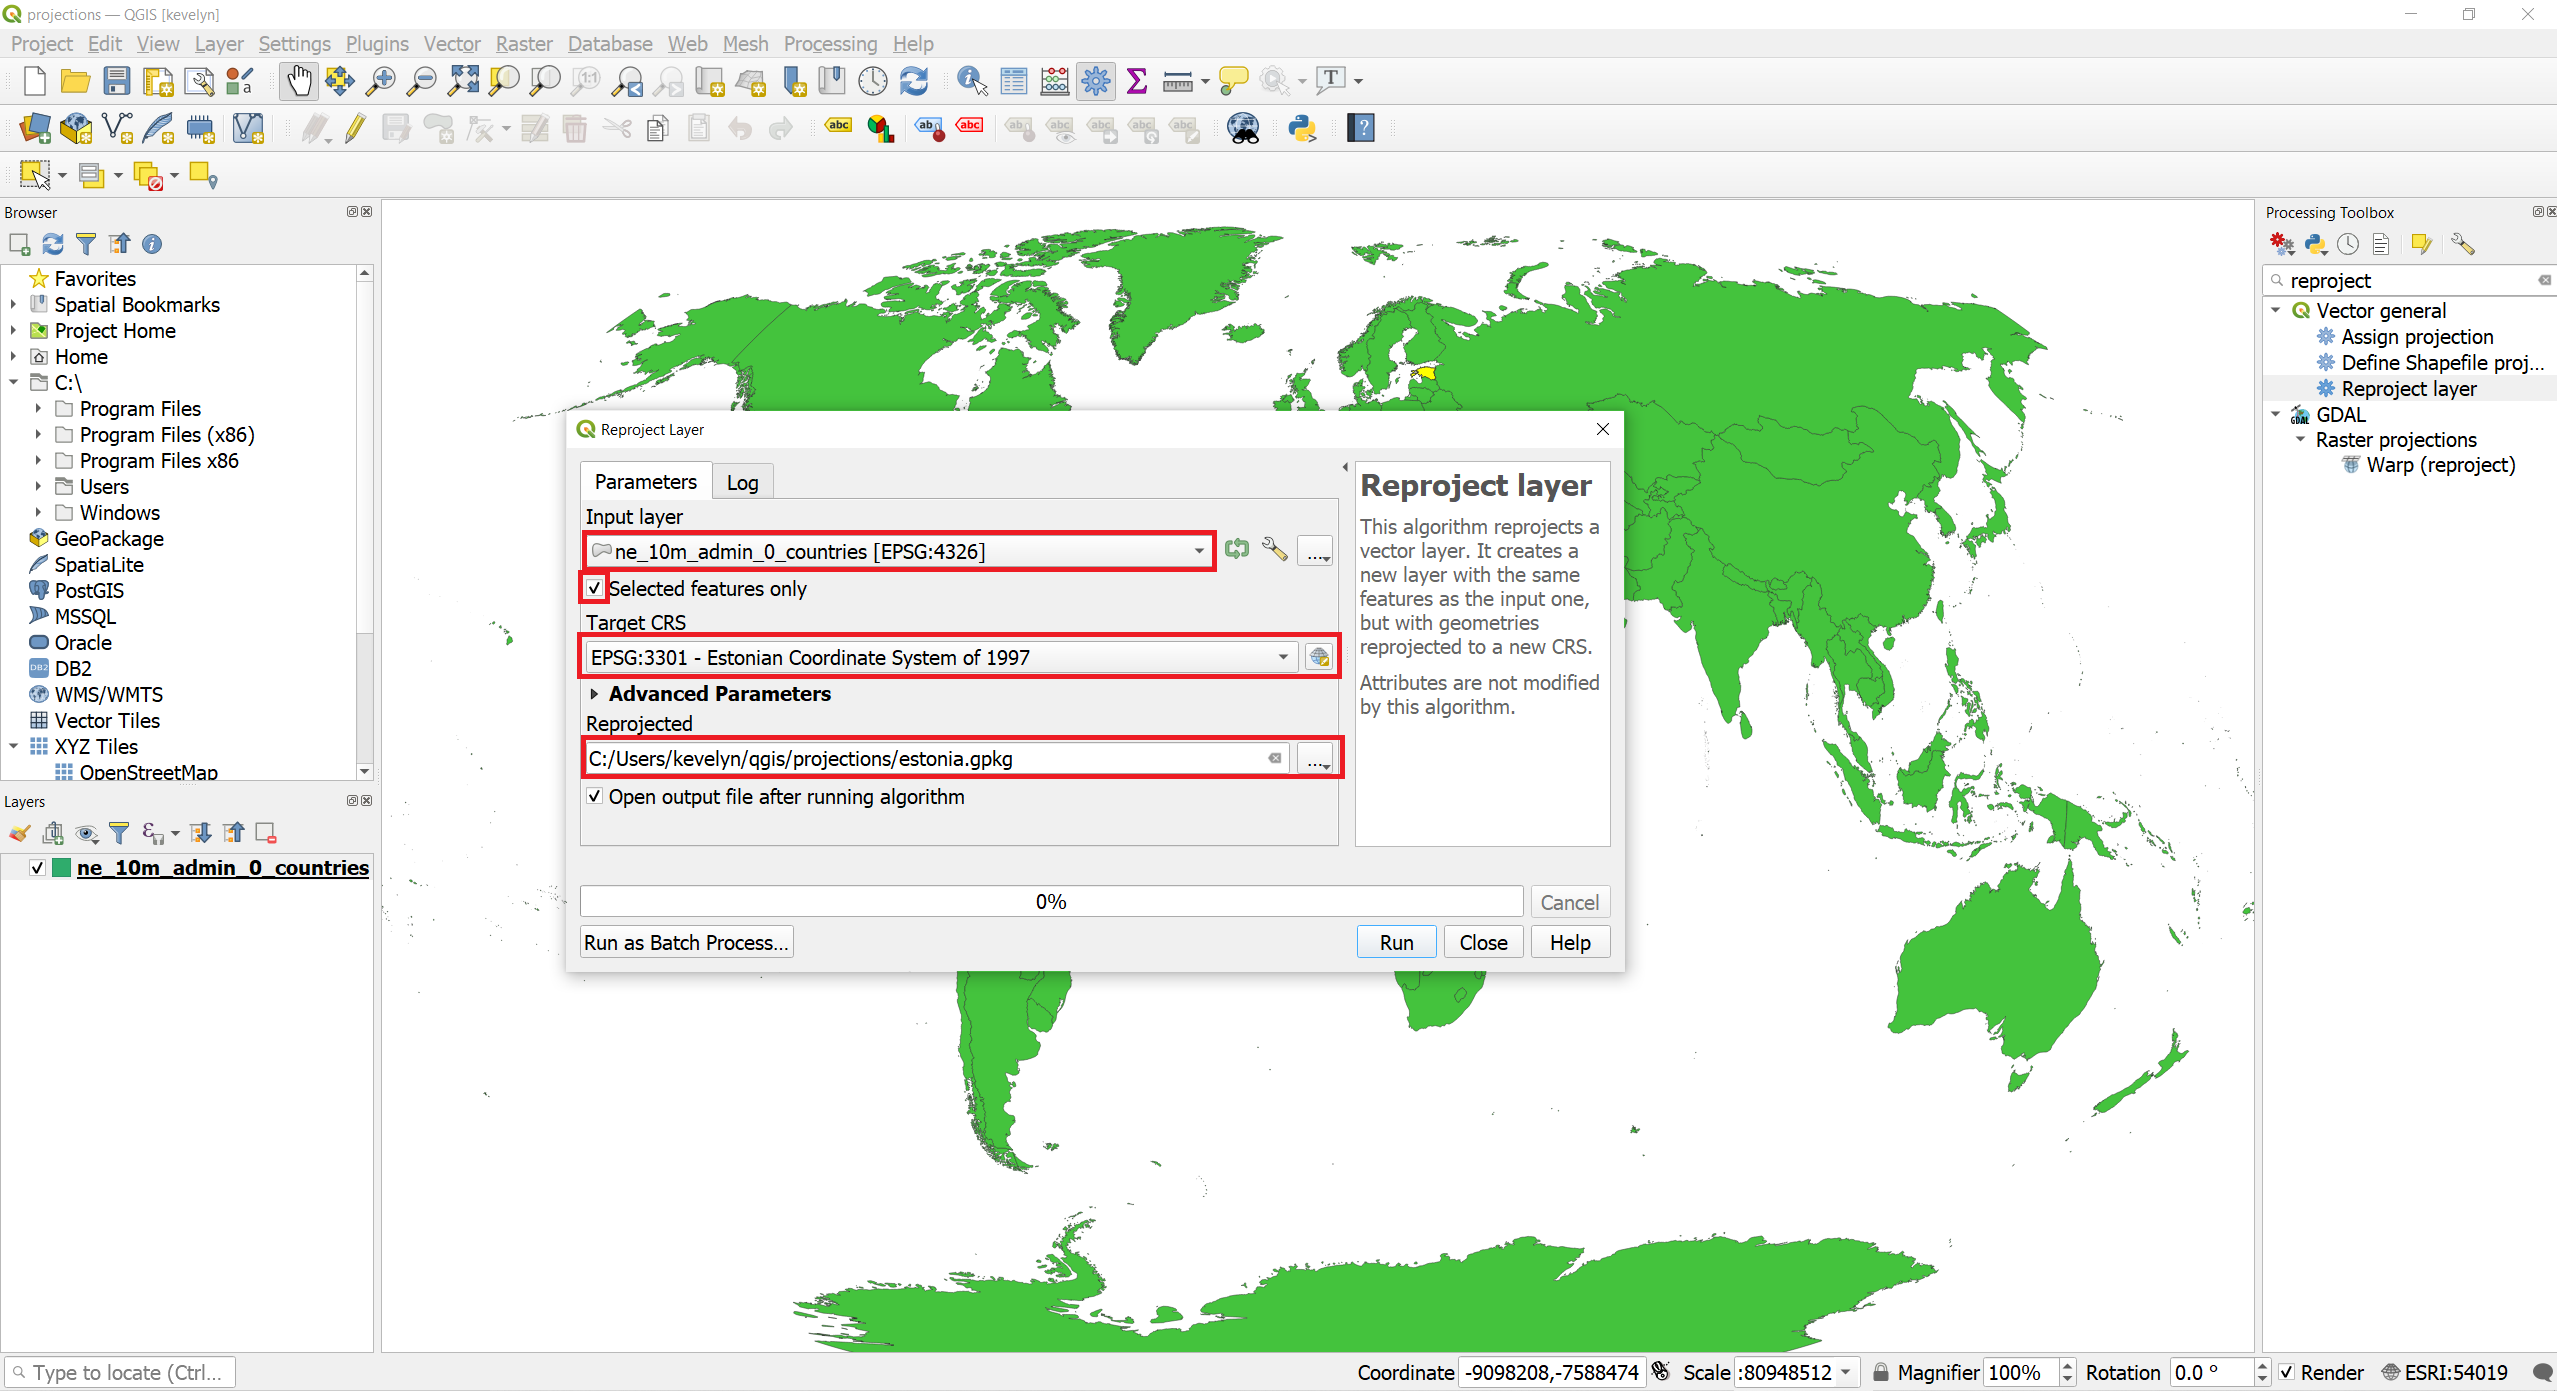 projections — QGIS [kevelyn]
Project Edit View Layer Settings Plugins Vector Raster Database Web Mesh Processing Help
Browser
Favorites
Spatial Bookmarks
Project Home
Home
C:\
Program Files
Program Files (x86)
Program Files x86
Users
Windows
GeoPackage
SpatiaLite
PostGIS
MSSQL
Oracle
DB2
WMS/WMTS
Vector Tiles
XYZ Tiles
OpenStreetMap
Layers
ne_10m_admin_0_countries
Reproject Layer
Parameters
Log
Input layer
ne_10m_admin_0_countries [EPSG:4326]
...
Selected features only
Target CRS
EPSG:3301 - Estonian Coordinate System of 1997
Advanced Parameters
Reprojected
C:/Users/kevelyn/qgis/projections/estonia.gpkg
...
Open output file after running algorithm
Reproject layer
This algorithm reprojects a
vector layer. It creates a
new layer with the same
features as the input one,
but with geometries
reprojected to a new CRS.
Attributes are not modified
by this algorithm.
0%
Cancel
Run as Batch Process...
Run
Close
Help
Processing Toolbox
reproject
Vector general
Assign projection
Define Shapefile proj...
Reproject layer
GDAL
Raster projections
Warp (reproject)
Type to locate (Ctrl...
Coordinate -9098208,-7588474 Scale :80948512 Magnifier 100% Rotation 0.0 ° Render ESRI:54019